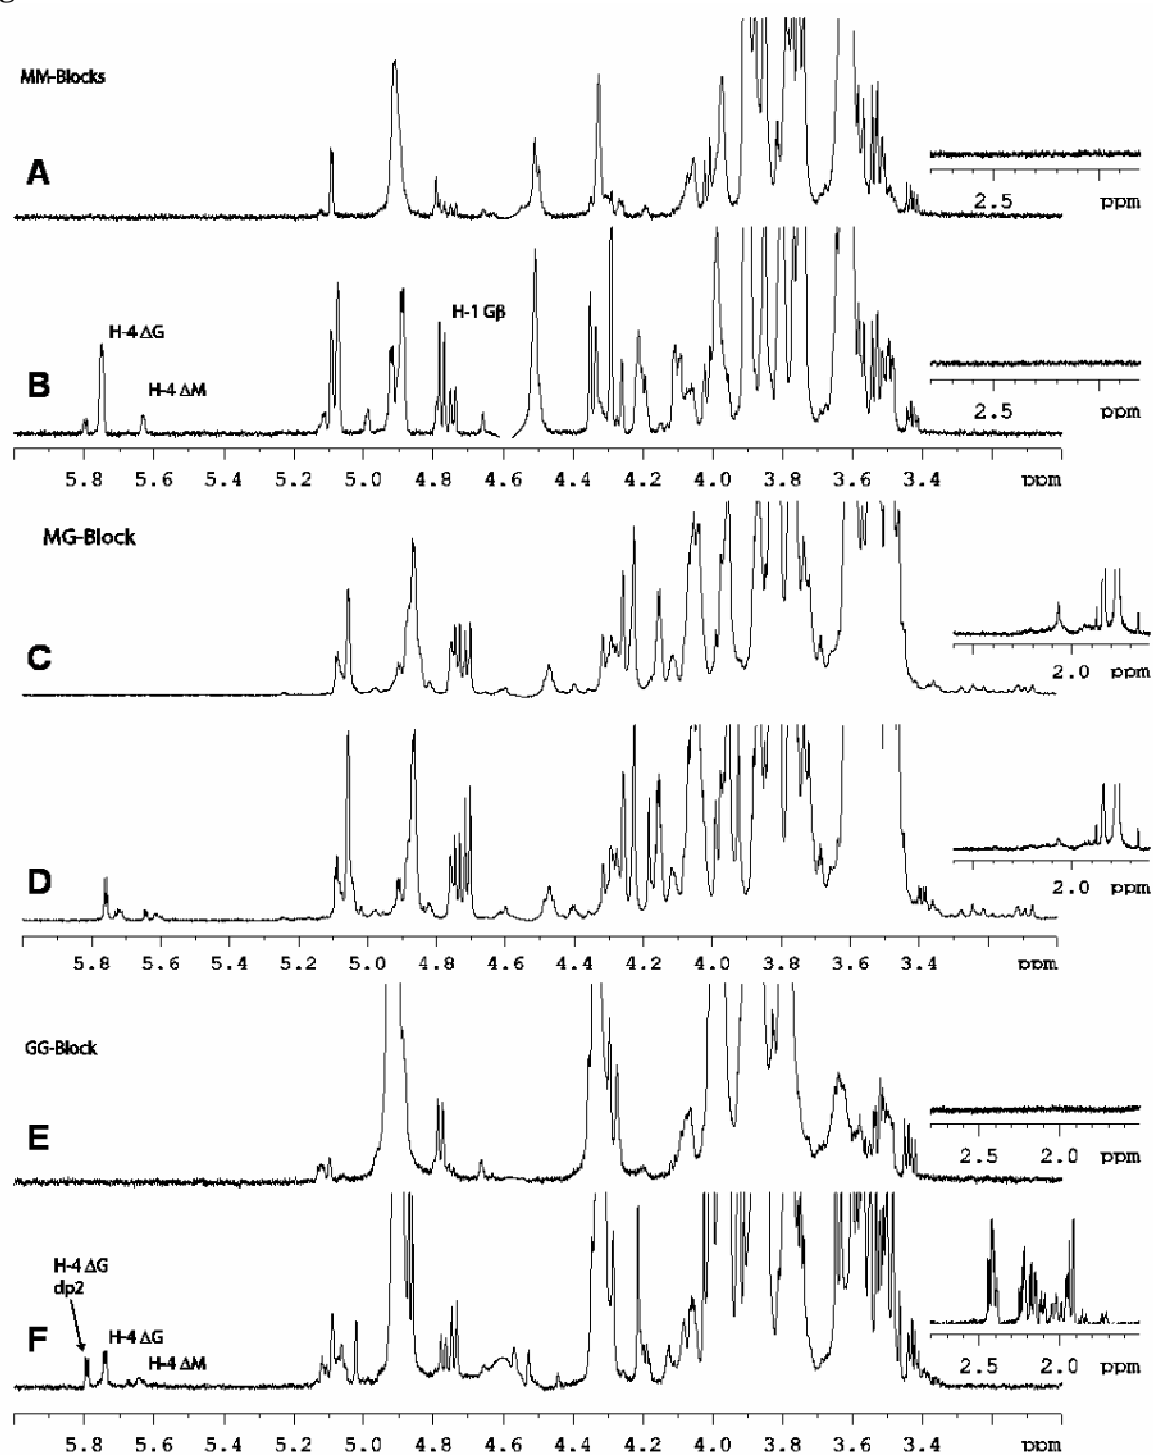 MM-Blocks
A
2.5 ppm
H-4 ΔG
H-1 Gβ
H-4 ΔM
B
2.5 ppm
5.8 5.6 5.4 5.2 5.0 4.8 4.6 4.4 4.2 4.0 3.8 3.6 3.4 ppm
MG-Block
C
2.0 ppm
D
2.0 ppm
5.8 5.6 5.4 5.2 5.0 4.8 4.6 4.4 4.2 4.0 3.8 3.6 3.4 ppm
GG-Block
E
2.5 2.0 ppm
H-4 ΔG
dp2
H-4 ΔG
H-4 ΔM
F
2.5 2.0 ppm
5.8 5.6 5.4 5.2 5.0 4.8 4.6 4.4 4.2 4.0 3.8 3.6 3.4 ppm